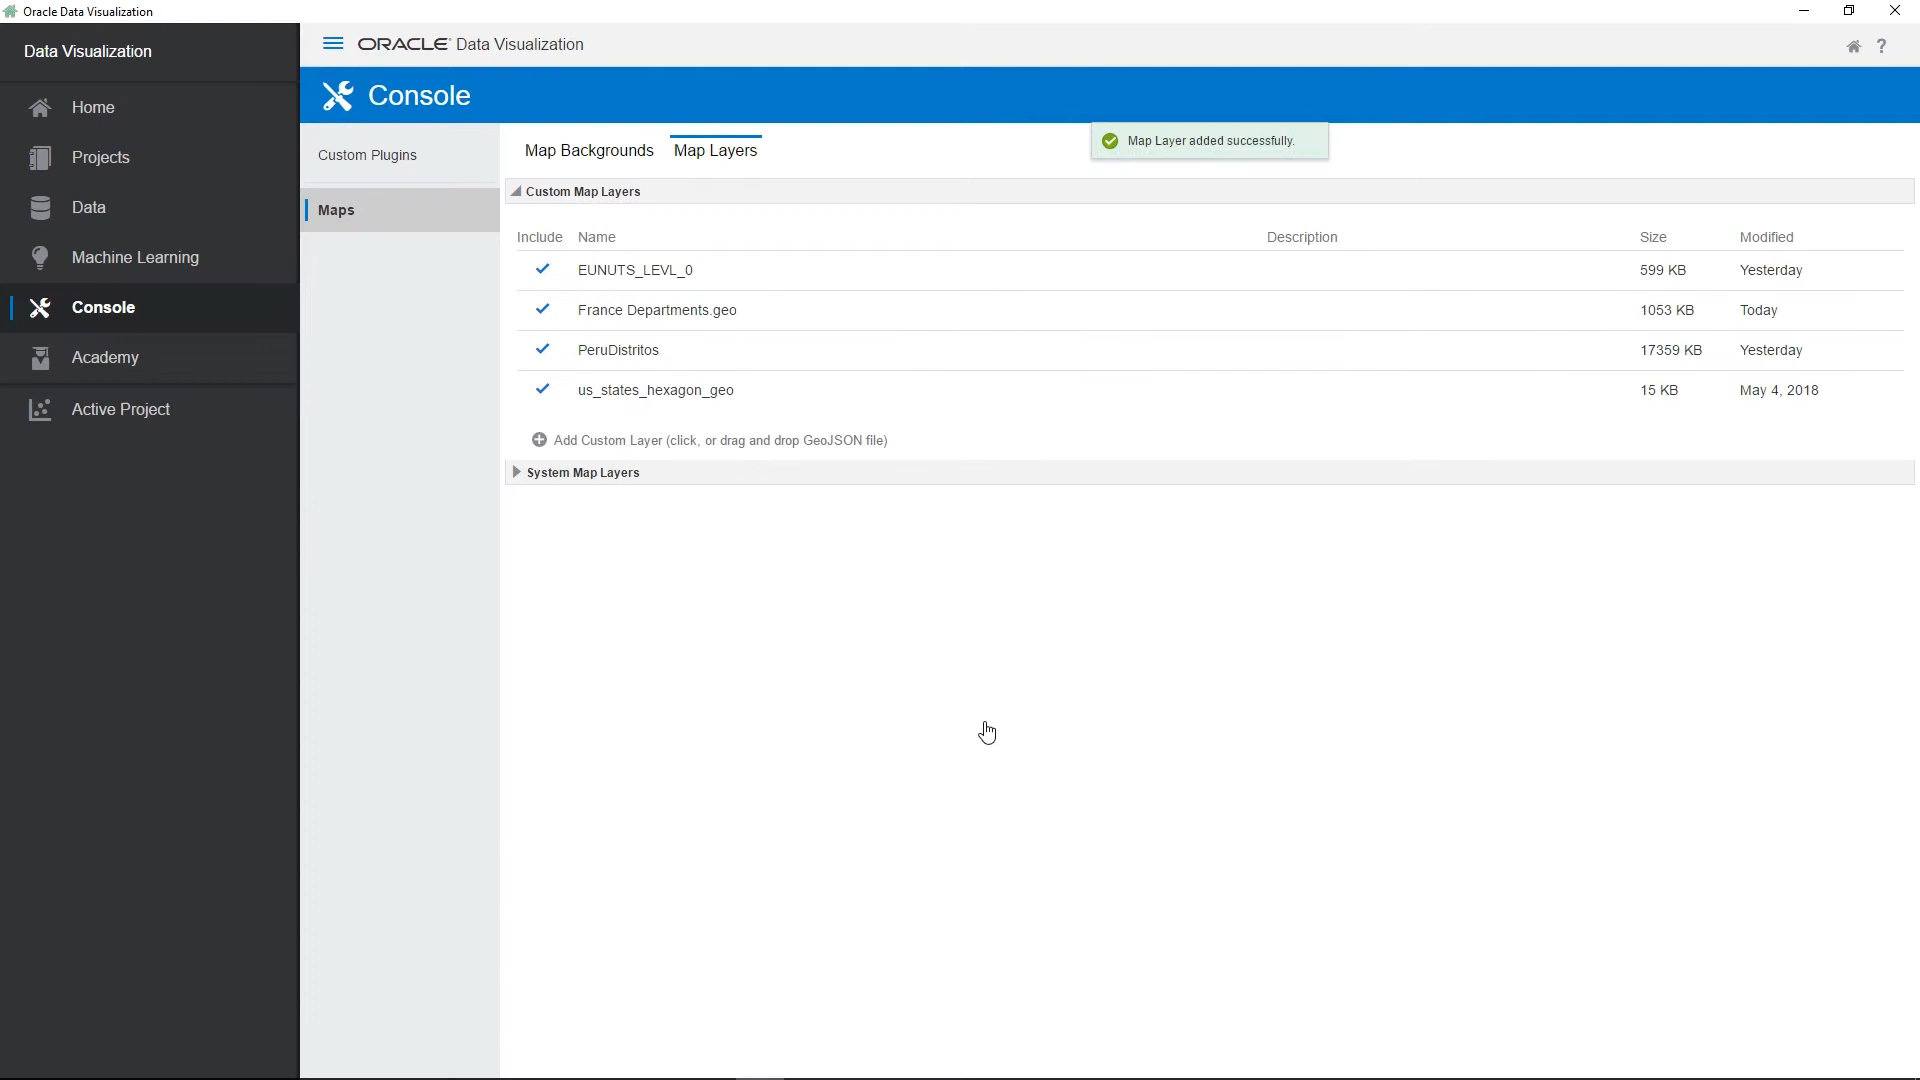 Oracle Data Visualization
Data Visualization
Home
Projects
Data
Machine Learning
Console
Academy
Active Project
ORACLE Data Visualization
?
Console
Custom Plugins
Maps
Map Backgrounds Map Layers
Map Layer added successfully.
Custom Map Layers
Include Name Description Size Modified
EUNUTS_LEVL_0 599 KB Yesterday
France Departments.geo 1053 KB Today
PeruDistritos 17359 KB Yesterday
us_states_hexagon_geo 15 KB May 4, 2018
Add Custom Layer (click, or drag and drop GeoJSON file)
System Map Layers